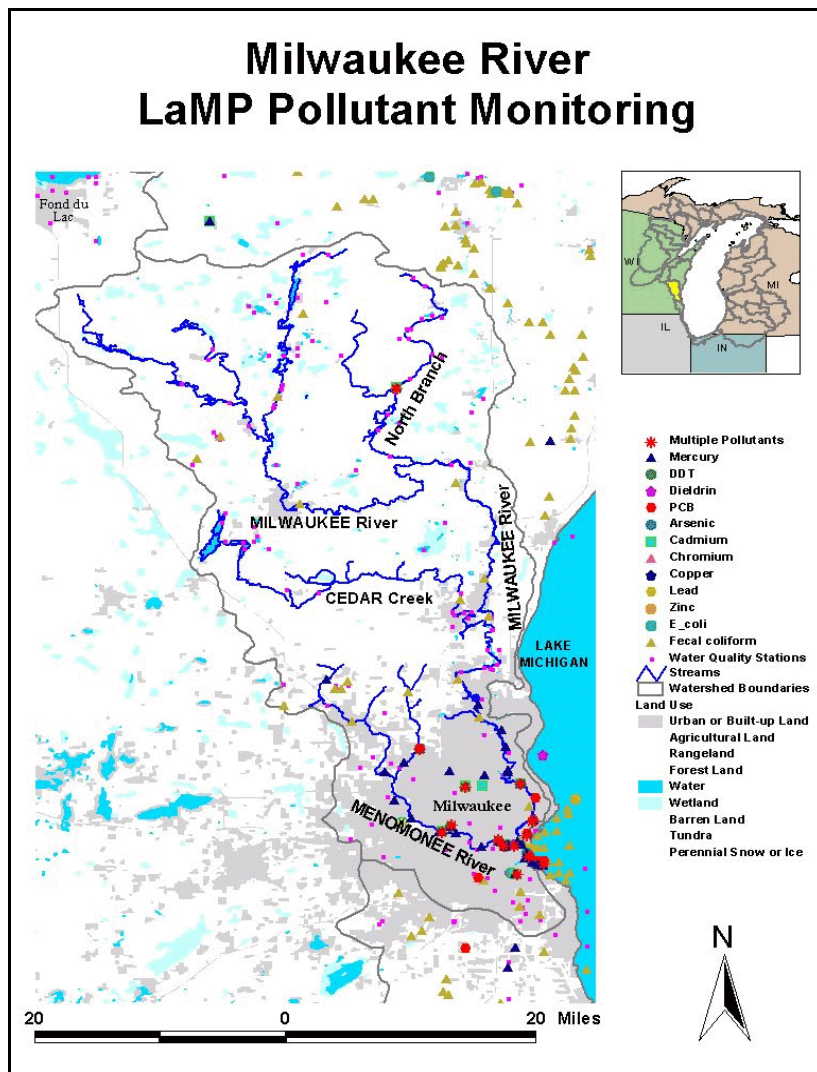 Milwaukee River
LaMP Pollutant Monitoring
Fond du
Lac
WI
MI
IL
IN
North Branch
MILWAUKEE River
MILWAUKEE River
CEDAR Creek
LAKE
MICHIGAN
Milwaukee
MENOMONEE River
Multiple Pollutants
Mercury
DDT
Dieldrin
PCB
Arsenic
Cadmium
Chromium
Copper
Lead
Zinc
E_coli
Fecal coliform
Water Quality Stations
Streams
Watershed Boundaries
Land Use
Urban or Built-up Land
Agricultural Land
Rangeland
Forest Land
Water
Wetland
Barren Land
Tundra
Perennial Snow or Ice
N
20 0 20 Miles